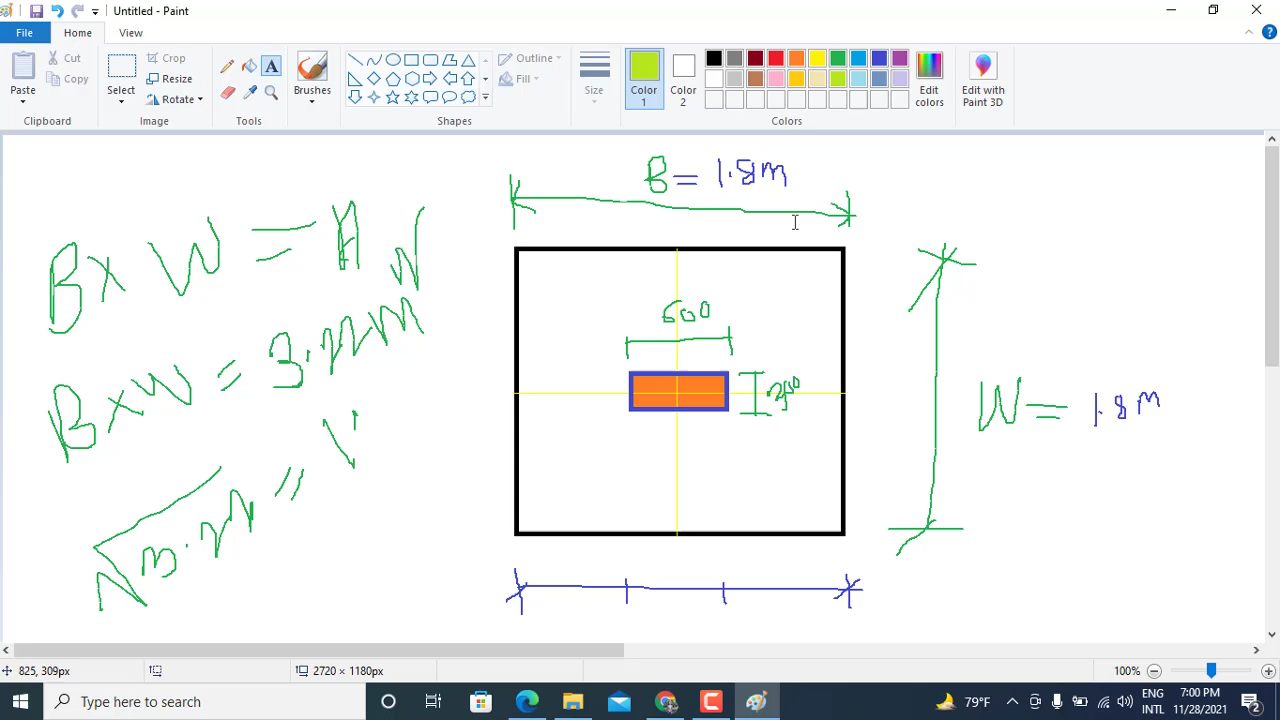 Untitled - Paint
File
Home
View
Paste
Cut
Copy
Clipboard
Select
Crop
Resize
Rotate
Image
Tools
Brushes
Shapes
Outline
Fill
Size
Color
1
Color
2
Edit
colors
Colors
Edit with
Paint 3D
B = 1.8m
B x W = A
600
B x W =
W = 1.8 m
825, 309px
2720 × 1180px
100%
Type here to search
79°F
ENG
INTL
7:00 PM
11/28/2021
2